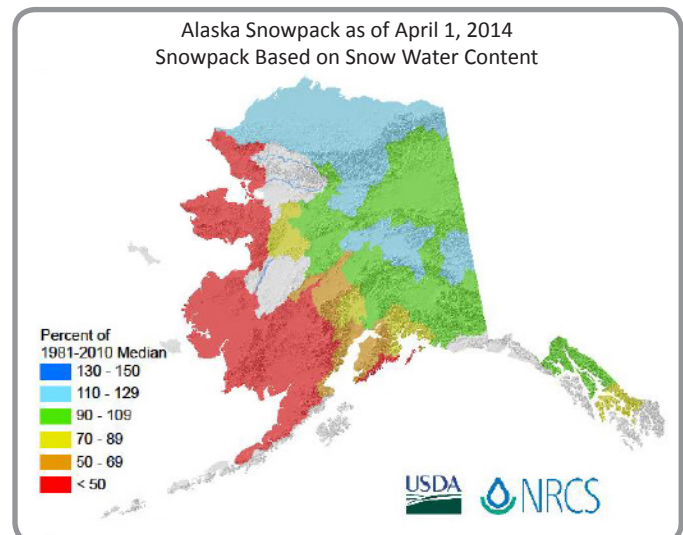 Alaska Snowpack as of April 1, 2014
Snowpack Based on Snow Water Content
Percent of
1981-2010 Median
130 - 150
110 - 129
90 - 109
70 - 89
50 - 69
< 50
USDA
NRCS